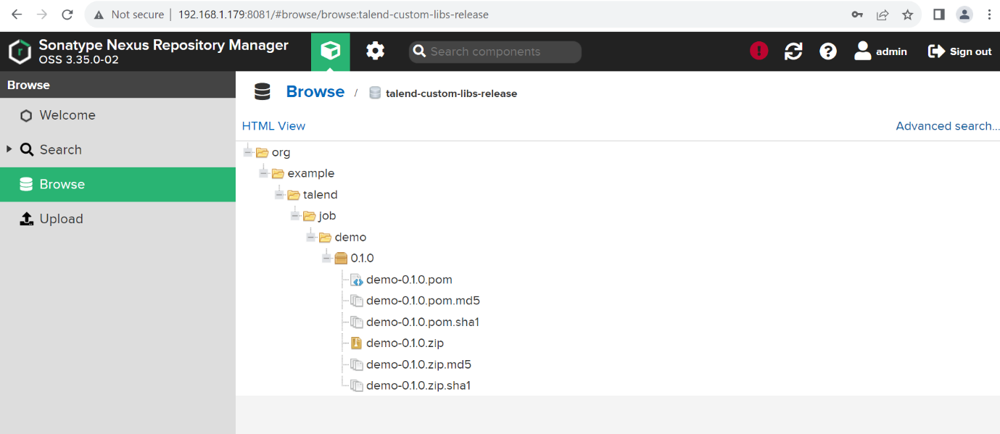 Not secure | 192.168.1.179:8081/#browse/browse:talend-custom-libs-release
Sonatype Nexus Repository Manager
OSS 3.35.0-02
Search components
admin
Sign out
Browse
Browse / talend-custom-libs-release
Welcome
HTML View
Advanced search...
Search
Browse
Upload
org
example
talend
job
demo
0.1.0
demo-0.1.0.pom
demo-0.1.0.pom.md5
demo-0.1.0.pom.sha1
demo-0.1.0.zip
demo-0.1.0.zip.md5
demo-0.1.0.zip.sha1